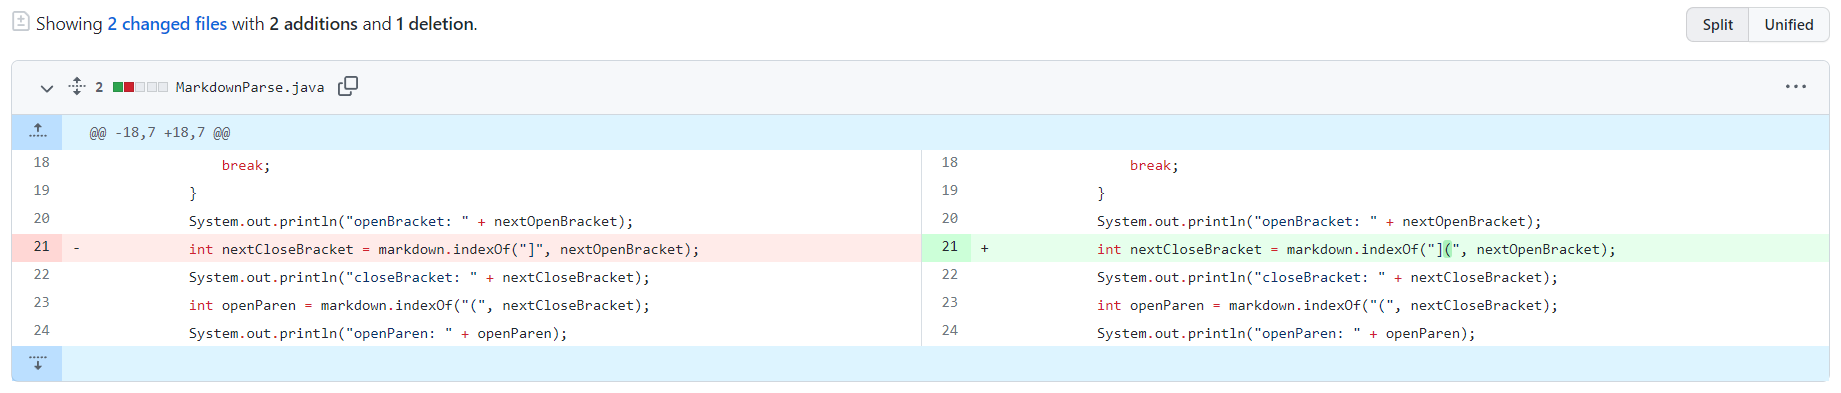 Showing 2 changed files with 2 additions and 1 deletion.
Split Unified
2 MarkdownParse.java
@@ -18,7 +18,7 @@
18 break;
19 }
20 System.out.println("openBracket: " + nextOpenBracket);
21 - int nextCloseBracket = markdown.indexOf("]", nextOpenBracket);
22 System.out.println("closeBracket: " + nextCloseBracket);
23 int openParen = markdown.indexOf("(", nextCloseBracket);
24 System.out.println("openParen: " + openParen);
18 break;
19 }
20 System.out.println("openBracket: " + nextOpenBracket);
21 + int nextCloseBracket = markdown.indexOf("](", nextOpenBracket);
22 System.out.println("closeBracket: " + nextCloseBracket);
23 int openParen = markdown.indexOf("(", nextCloseBracket);
24 System.out.println("openParen: " + openParen);